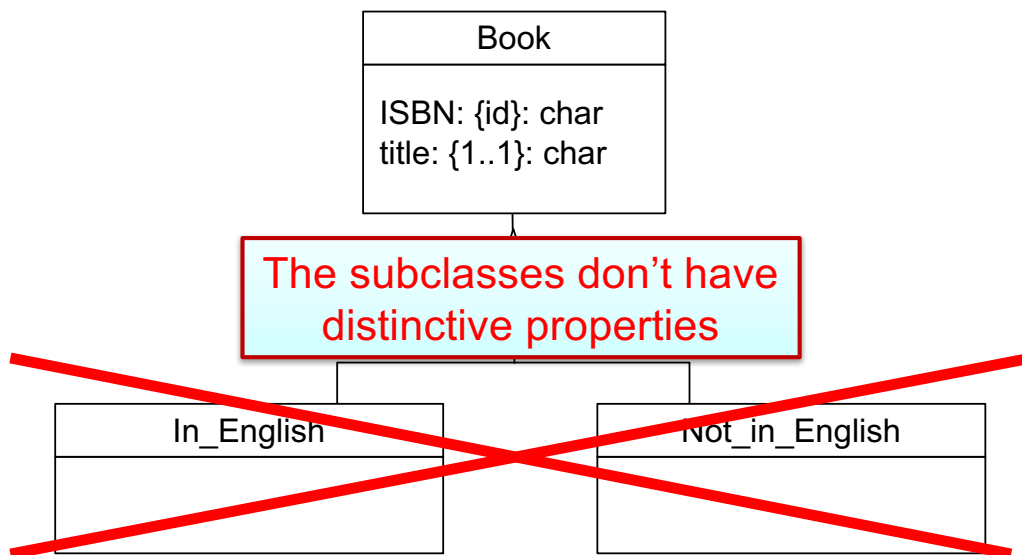 Book
ISBN: {id}: char
title: {1..1}: char
The subclasses don’t have
distinctive properties
In_English
Not_in_English